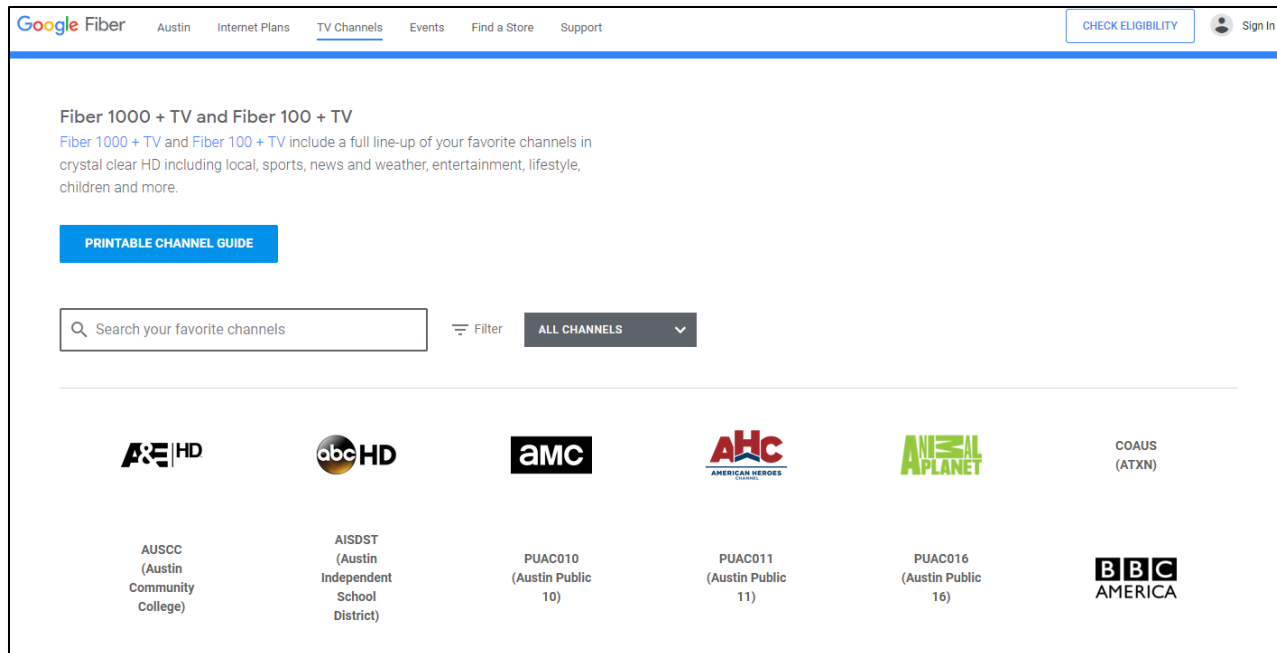 Google Fiber Austin Internet Plans TV Channels Events Find a Store Support CHECK ELIGIBILITY Sign In
Fiber 1000 + TV and Fiber 100 + TV
Fiber 1000 + TV and Fiber 100 + TV include a full line-up of your favorite channels in
crystal clear HD including local, sports, news and weather, entertainment, lifestyle,
children and more.
PRINTABLE CHANNEL GUIDE
Search your favorite channels Filter ALL CHANNELS
A&E HD
abc HD
aMC
AHC
AMERICAN HEROES
CHANNEL
ANIMAL
PLANET
COAUS
(ATXN)
AUSCC
(Austin
Community
College)
AISDST
(Austin
Independent
School
District)
PUAC010
(Austin Public
10)
PUAC011
(Austin Public
11)
PUAC016
(Austin Public
16)
BBC
AMERICA